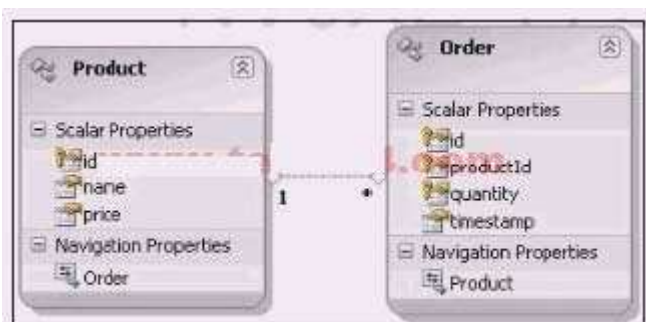 Product
Scalar Properties
id
name
price
Navigation Properties
Order
1
*
Order
Scalar Properties
id
productId
quantity
timestamp
Navigation Properties
Product